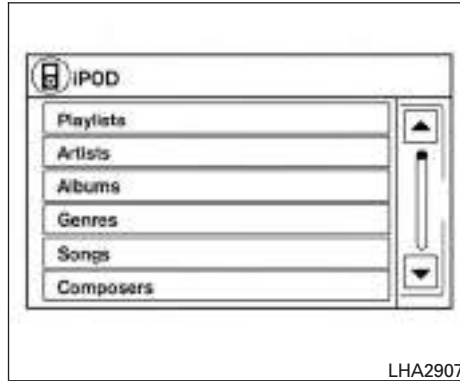 iPOD
Playlists
Artists
Albums
Genres
Songs
Composers
LHA2907